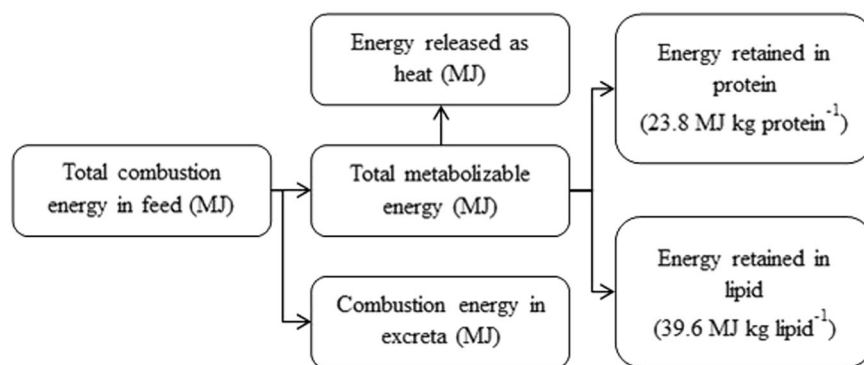 Energy released as
heat (MJ)
Energy retained in
protein
(23.8 MJ kg protein⁻¹)
Total combustion
energy in feed (MJ)
Total metabolizable
energy (MJ)
Combustion energy in
excreta (MJ)
Energy retained in
lipid
(39.6 MJ kg lipid⁻¹)